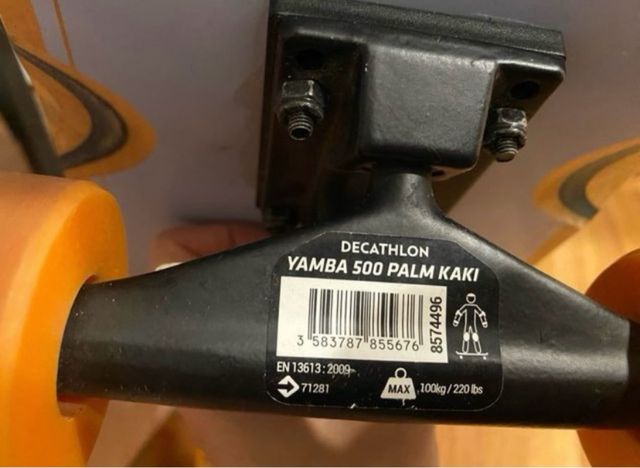 DECATHLON
YAMBA 500 PALM KAKI
3 583787 855676
8574496
EN 13613 : 2009
71281
MAX 100kg / 220 lbs